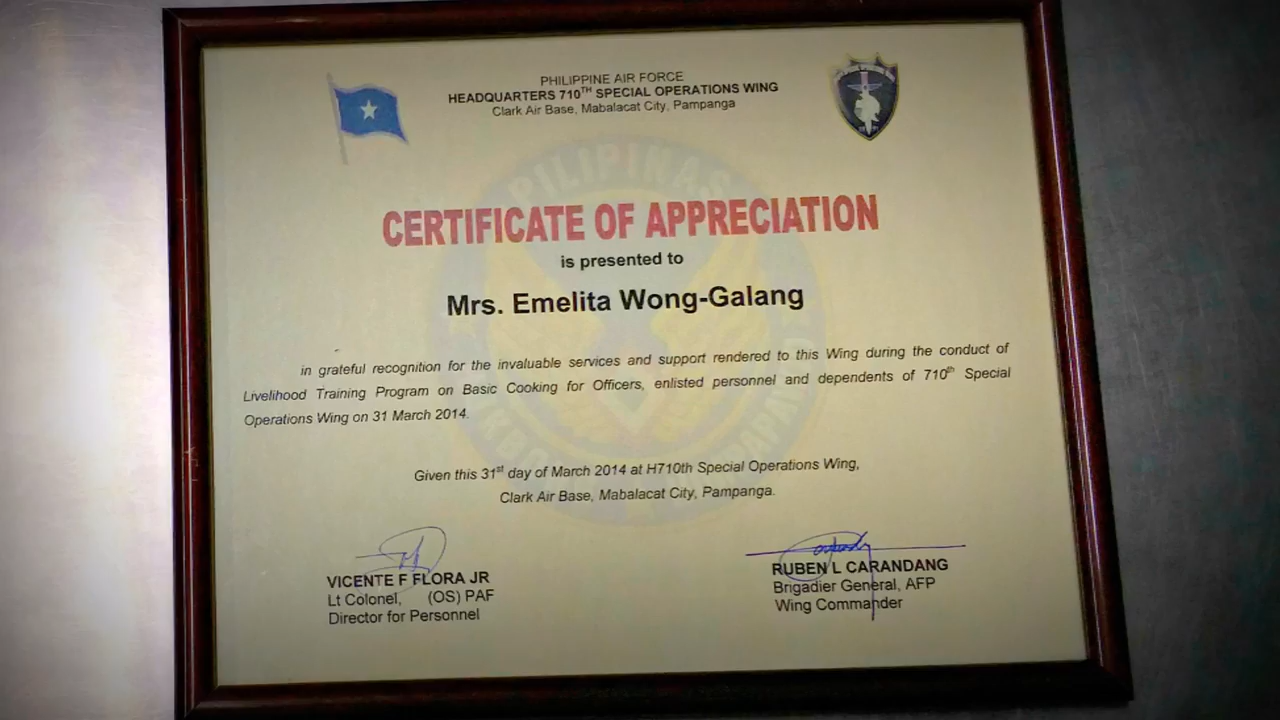 PHILIPPINE AIR FORCE
HEADQUARTERS 710TH SPECIAL OPERATIONS WING
Clark Air Base, Mabalacat City, Pampanga
PILIPINAS
CERTIFICATE OF APPRECIATION
is presented to
Mrs. Emelita Wong-Galang
in grateful recognition for the invaluable services and support rendered to this Wing during the conduct of
Livelihood Training Program on Basic Cooking for Officers, enlisted personnel and dependents of 710th Special
Operations Wing on 31 March 2014.
Given this 31st day of March 2014 at H710th Special Operations Wing,
Clark Air Base, Mabalacat City, Pampanga.
VICENTE F FLORA JR
Lt Colonel, (OS) PAF
Director for Personnel
RUBEN L CARANDANG
Brigadier General, AFP
Wing Commander